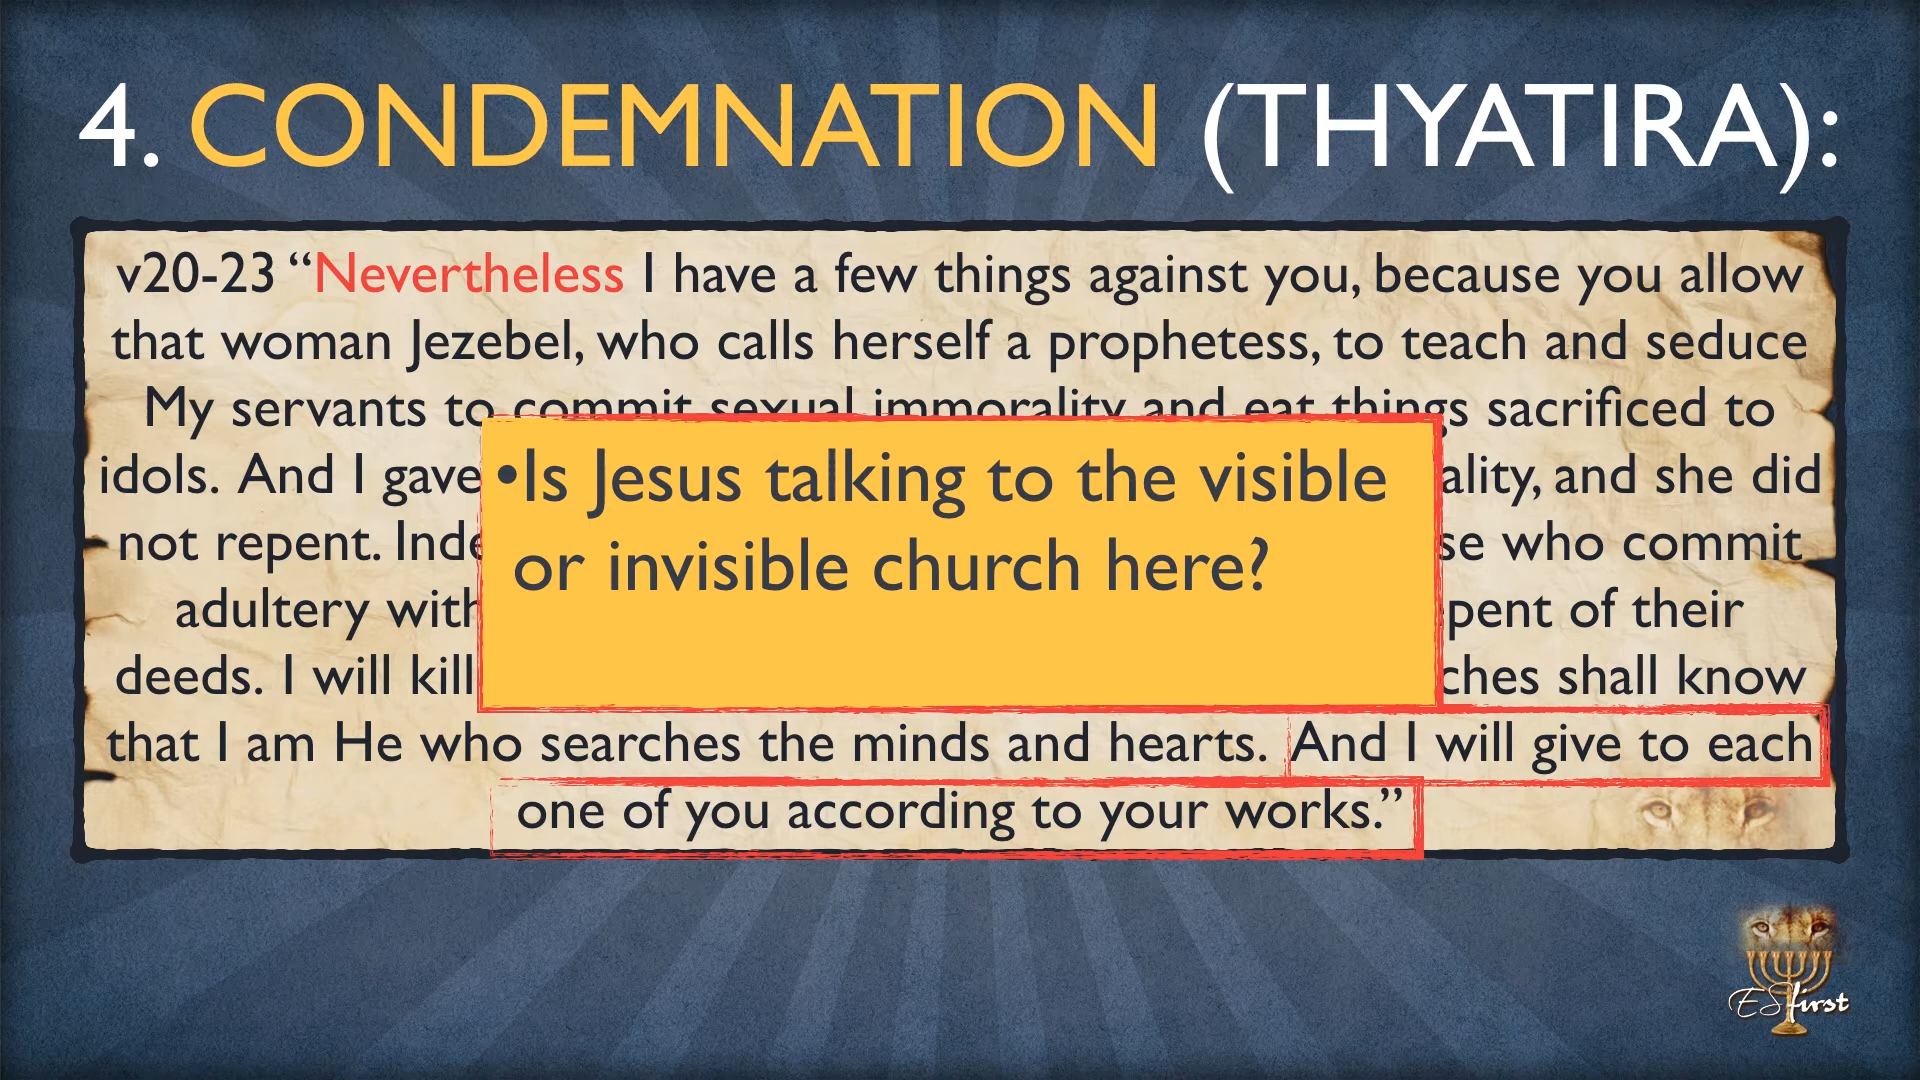 4. CONDEMNATION (THYATIRA):
v20-23 “Nevertheless I have a few things against you, because you allow
that woman Jezebel, who calls herself a prophetess, to teach and seduce
My servants to commit sexual immorality and eat things sacrificed to
idols. And I gave ality, and she did
not repent. Inde se who commit
adultery with pent of their
deeds. I will kill ches shall know
that I am He who searches the minds and hearts. And I will give to each
one of you according to your works.”
•Is Jesus talking to the visible
or invisible church here?
ESfirst